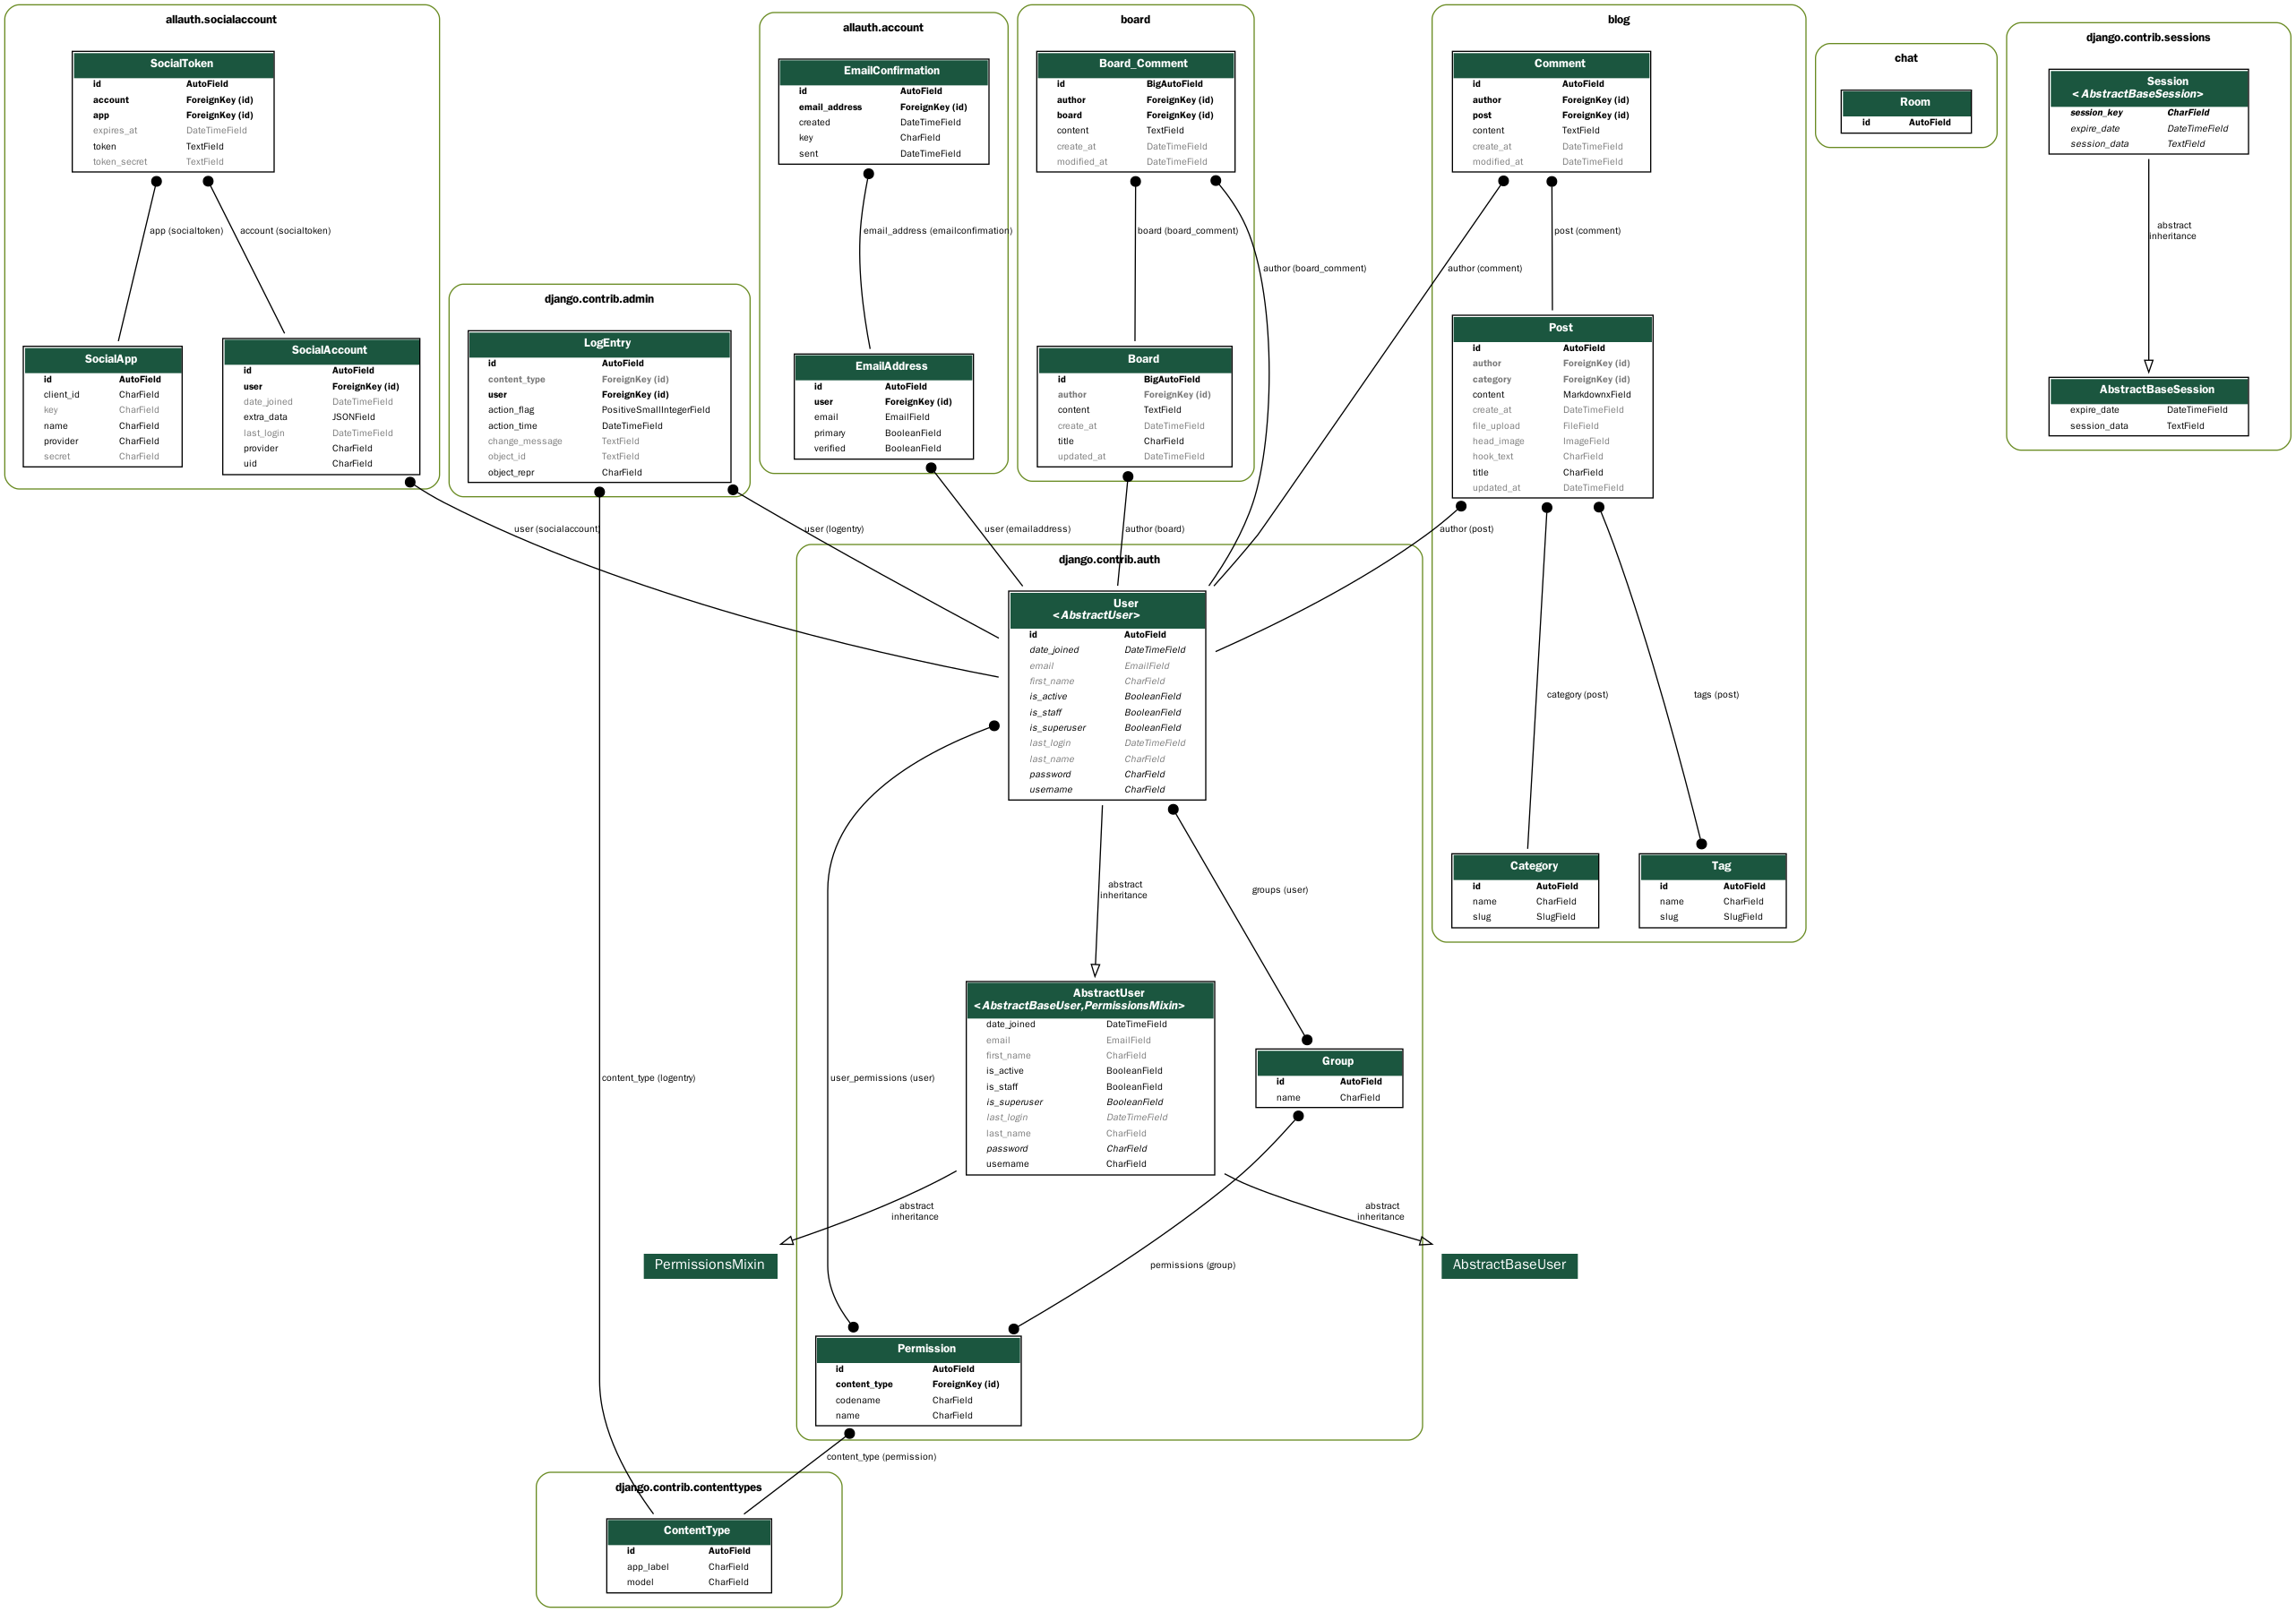 allauth.socialaccount
SocialToken
id AutoField
account ForeignKey (id)
app ForeignKey (id)
expires_at DateTimeField
token TextField
token_secret TextField
app (socialtoken)
account (socialtoken)
SocialApp
id AutoField
client_id CharField
key CharField
name CharField
provider CharField
secret CharField
SocialAccount
id AutoField
user ForeignKey (id)
date_joined DateTimeField
extra_data JSONField
last_login DateTimeField
provider CharField
uid CharField
user (socialaccount)
django.contrib.admin
LogEntry
id AutoField
content_type ForeignKey (id)
user ForeignKey (id)
action_flag PositiveSmallIntegerField
action_time DateTimeField
change_message TextField
object_id TextField
object_repr CharField
user (logentry)
content_type (logentry)
allauth.account
EmailConfirmation
id AutoField
email_address ForeignKey (id)
created DateTimeField
key CharField
sent DateTimeField
email_address (emailconfirmation)
EmailAddress
id AutoField
user ForeignKey (id)
email EmailField
primary BooleanField
verified BooleanField
user (emailaddress)
board
Board_Comment
id BigAutoField
author ForeignKey (id)
board ForeignKey (id)
content TextField
create_at DateTimeField
modified_at DateTimeField
board (board_comment)
author (board_comment)
Board
id BigAutoField
author ForeignKey (id)
content TextField
create_at DateTimeField
title CharField
updated_at DateTimeField
author (board)
blog
Comment
id AutoField
author ForeignKey (id)
post ForeignKey (id)
content TextField
create_at DateTimeField
modified_at DateTimeField
author (comment)
post (comment)
Post
id AutoField
author ForeignKey (id)
category ForeignKey (id)
content MarkdownxField
create_at DateTimeField
file_upload FileField
head_image ImageField
hook_text CharField
title CharField
updated_at DateTimeField
author (post)
category (post)
tags (post)
Category
id AutoField
name CharField
slug SlugField
Tag
id AutoField
name CharField
slug SlugField
chat
Room
id AutoField
django.contrib.sessions
Session
<AbstractBaseSession>
session_key CharField
expire_date DateTimeField
session_data TextField
abstract
inheritance
AbstractBaseSession
expire_date DateTimeField
session_data TextField
django.contrib.auth
User
<AbstractUser>
id AutoField
date_joined DateTimeField
email EmailField
first_name CharField
is_active BooleanField
is_staff BooleanField
is_superuser BooleanField
last_login DateTimeField
last_name CharField
password CharField
username CharField
abstract
inheritance
groups (user)
user_permissions (user)
AbstractUser
<AbstractBaseUser,PermissionsMixin>
date_joined DateTimeField
email EmailField
first_name CharField
is_active BooleanField
is_staff BooleanField
is_superuser BooleanField
last_login DateTimeField
last_name CharField
password CharField
username CharField
Group
id AutoField
name CharField
abstract
inheritance
abstract
inheritance
PermissionsMixin
permissions (group)
AbstractBaseUser
Permission
id AutoField
content_type ForeignKey (id)
codename CharField
name CharField
content_type (permission)
django.contrib.contenttypes
ContentType
id AutoField
app_label CharField
model CharField